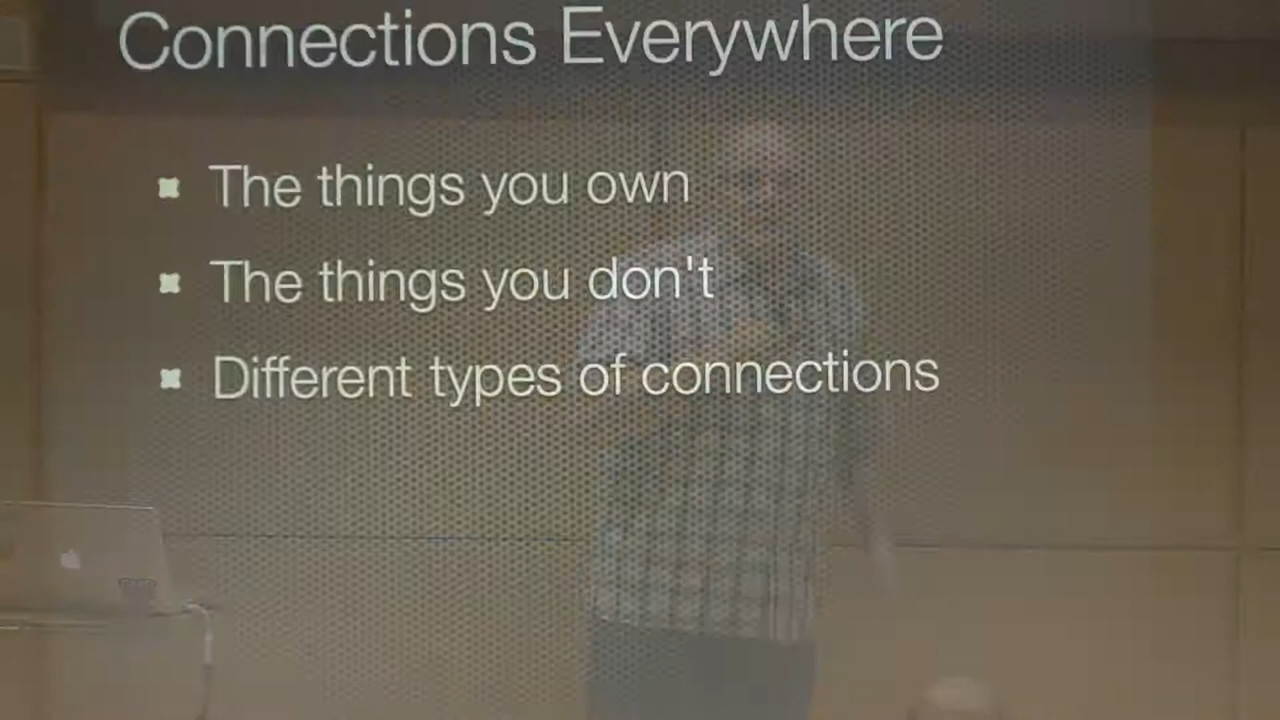 Connections Everywhere
The things you own
The things you don't
Different types of connections